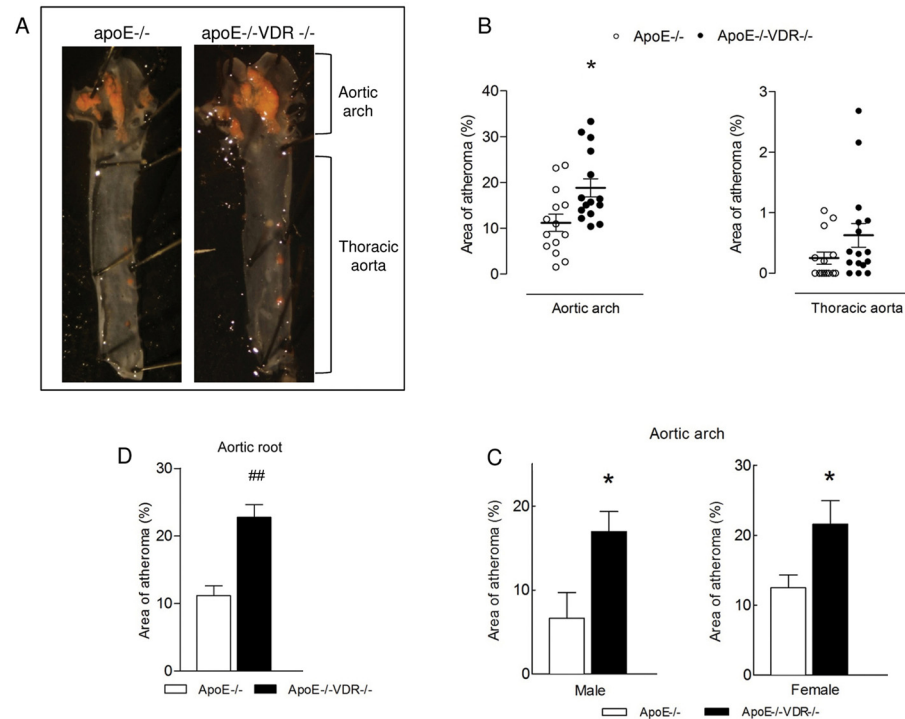 A
apoE-/-
apoE-/-VDR -/-
Aortic
arch
Thoracic
aorta
B
ApoE-/-
ApoE-/-VDR-/-
Area of atheroma (%)
40
30
20
10
0
*
Aortic arch
Area of atheroma (%)
3
2
1
0
Thoracic aorta
D
Aortic root
Area of atheroma (%)
30
20
10
0
##
ApoE-/-
ApoE-/-VDR-/-
C
Aortic arch
Area of atheroma (%)
20
10
0
*
Male
Area of atheroma (%)
30
20
10
0
*
Female
ApoE-/-
ApoE-/-VDR-/-